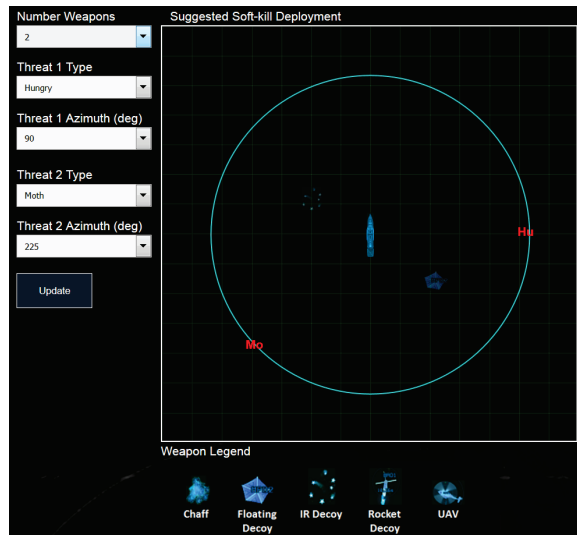 Number Weapons
Suggested Soft-kill Deployment
2
Threat 1 Type
Hungry
Threat 1 Azimuth (deg)
90
Threat 2 Type
Moth
Threat 2 Azimuth (deg)
225
Update
Hu
Mo
Weapon Legend
Chaff
Floating
Decoy
IR Decoy
Rocket
Decoy
UAV